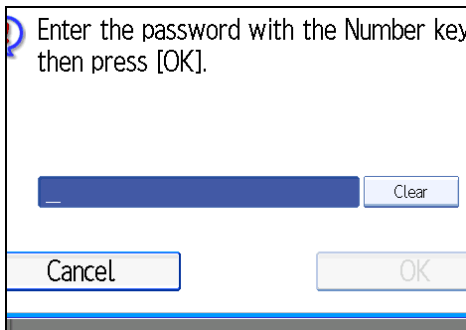 Enter the password with the Number key
then press [OK].
_
Clear
Cancel
OK